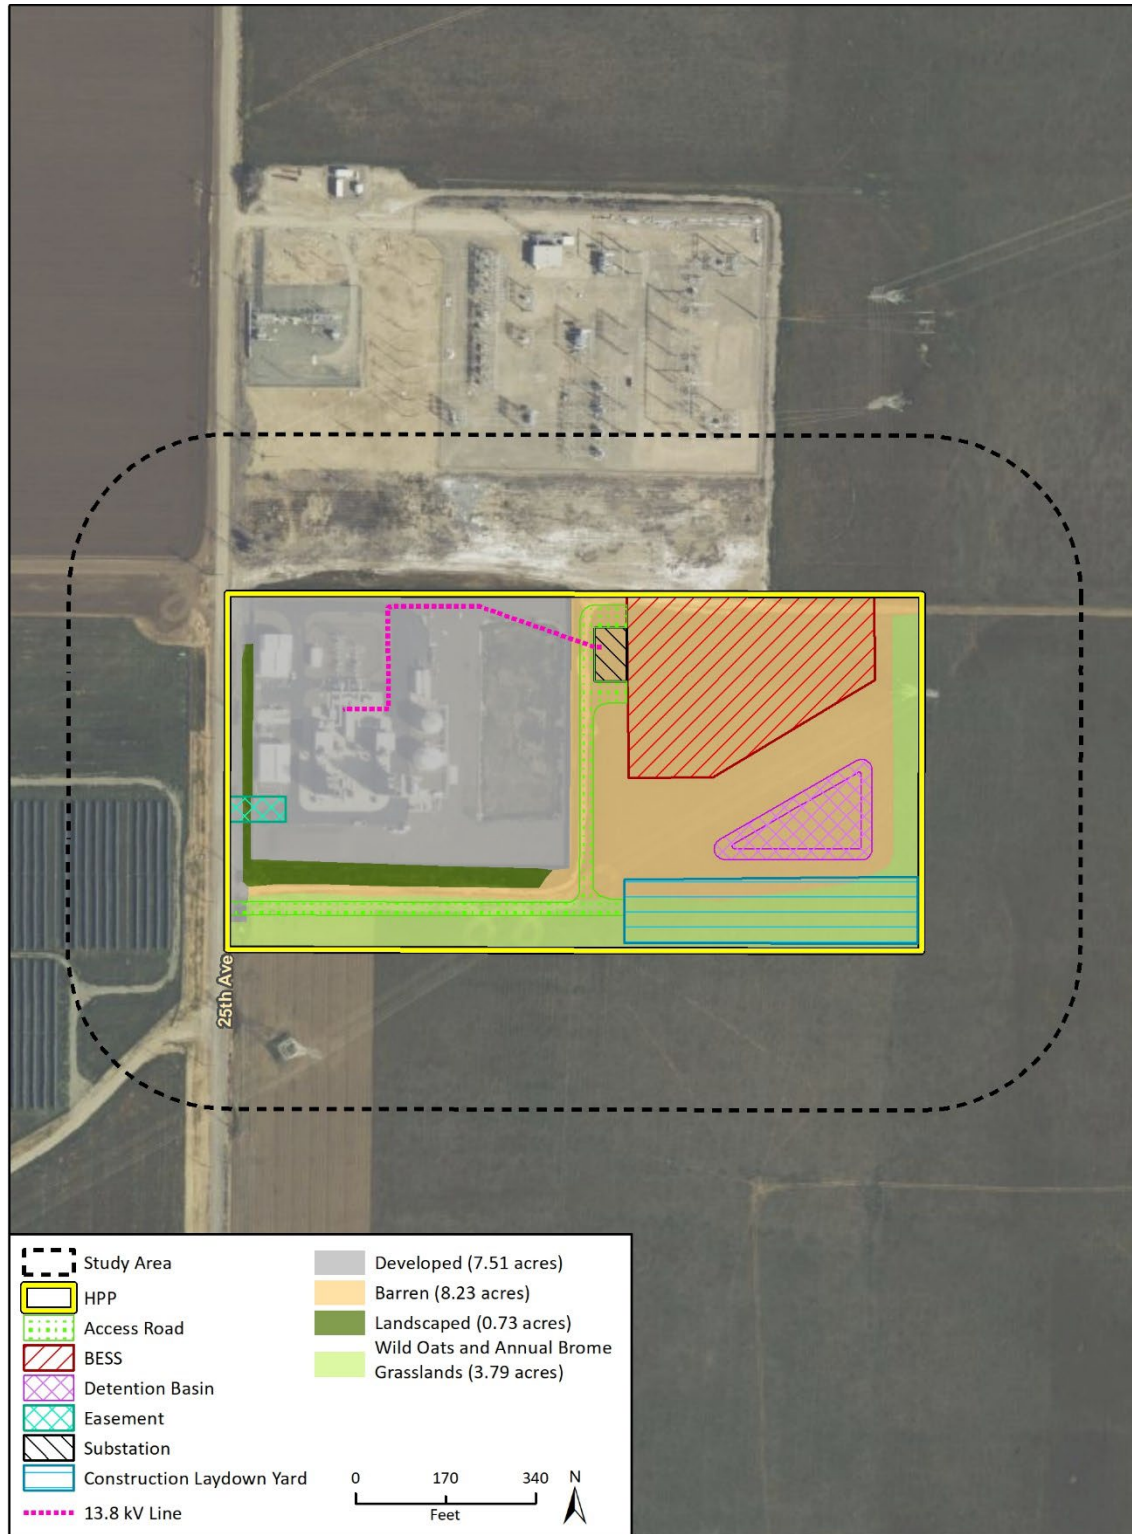 25th Ave
Study Area
HPP
Access Road
BESS
Detention Basin
Easement
Substation
Construction Laydown Yard
13.8 kV Line
Developed (7.51 acres)
Barren (8.23 acres)
Landscaped (0.73 acres)
Wild Oats and Annual Brome
Grasslands (3.79 acres)
0 170 340
Feet
N